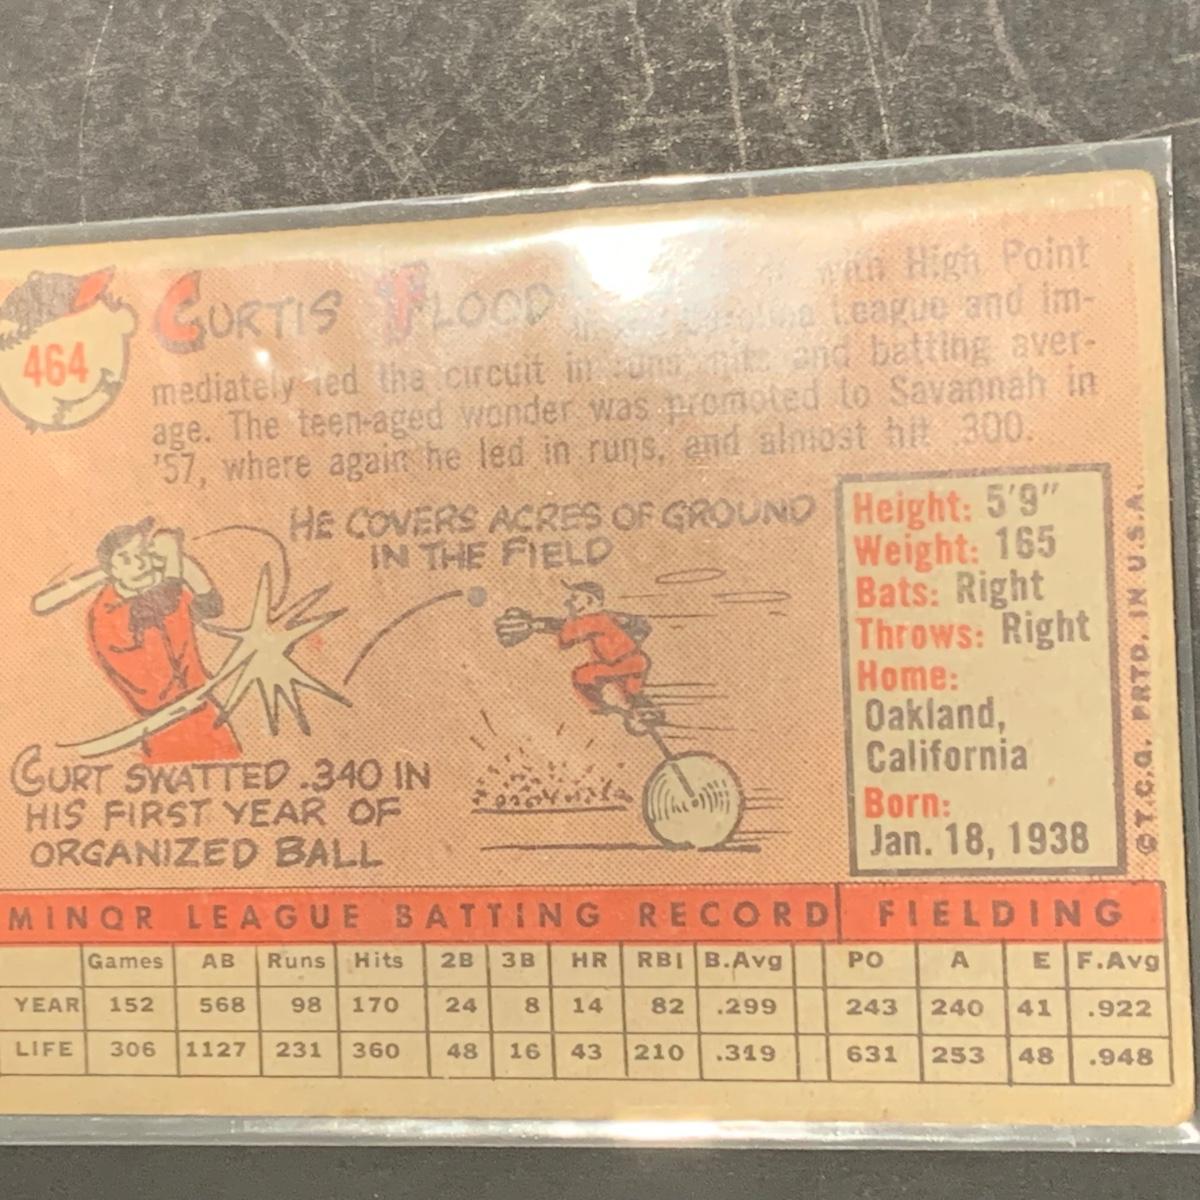 464
CURTIS FLOOD
with High Point
Carolina League and im-
mediately led the circuit in runs, hits and batting aver-
age. The teen-aged wonder was promoted to Savannah in
'57, where again he led in runs, and almost hit .300.
HE COVERS ACRES OF GROUND
IN THE FIELD
CURT SWATTED .340 IN
HIS FIRST YEAR OF
ORGANIZED BALL
Height: 5'9"
Weight: 165
Bats: Right
Throws: Right
Home:
Oakland,
California
Born:
Jan. 18, 1938
© T.C.G. PRTD. IN U.S.A.
MINOR LEAGUE BATTING RECORD FIELDING
Games AB Runs Hits 2B 3B HR RBI B.Avg PO A E F.Avg
YEAR 152 568 98 170 24 8 14 82 .299 243 240 41 .922
LIFE 306 1127 231 360 48 16 43 210 .319 631 253 48 .948